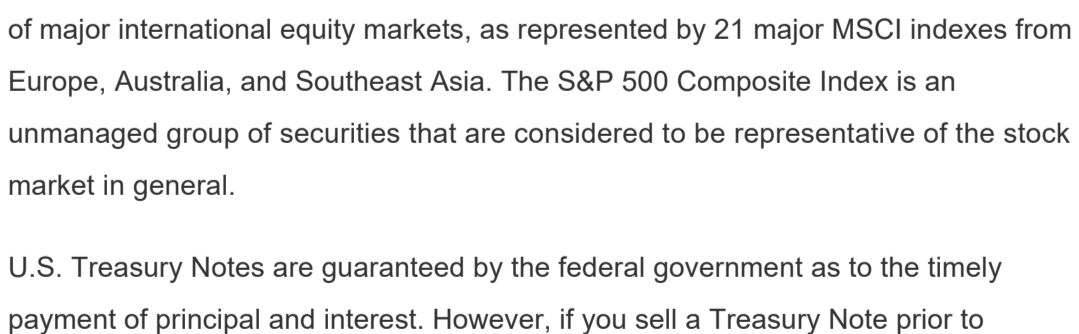 of major international equity markets, as represented by 21 major MSCI indexes from
Europe, Australia, and Southeast Asia. The S&P 500 Composite Index is an
unmanaged group of securities that are considered to be representative of the stock
market in general.
U.S. Treasury Notes are guaranteed by the federal government as to the timely
payment of principal and interest. However, if you sell a Treasury Note prior to